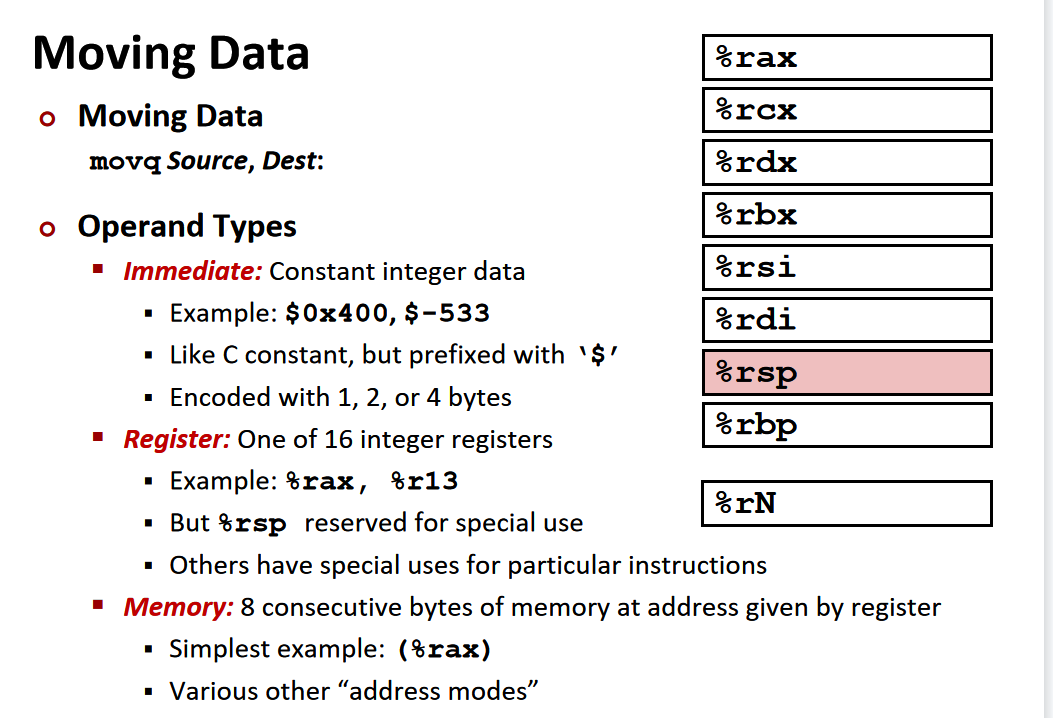 Moving Data
Moving Data
movq Source, Dest:
Operand Types
Immediate: Constant integer data
Example: $0x400, $-533
Like C constant, but prefixed with ‘$’
Encoded with 1, 2, or 4 bytes
Register: One of 16 integer registers
Example: %rax, %r13
But %rsp reserved for special use
Others have special uses for particular instructions
Memory: 8 consecutive bytes of memory at address given by register
Simplest example: (%rax)
Various other “address modes”
%rax
%rcx
%rdx
%rbx
%rsi
%rdi
%rsp
%rbp
%rN